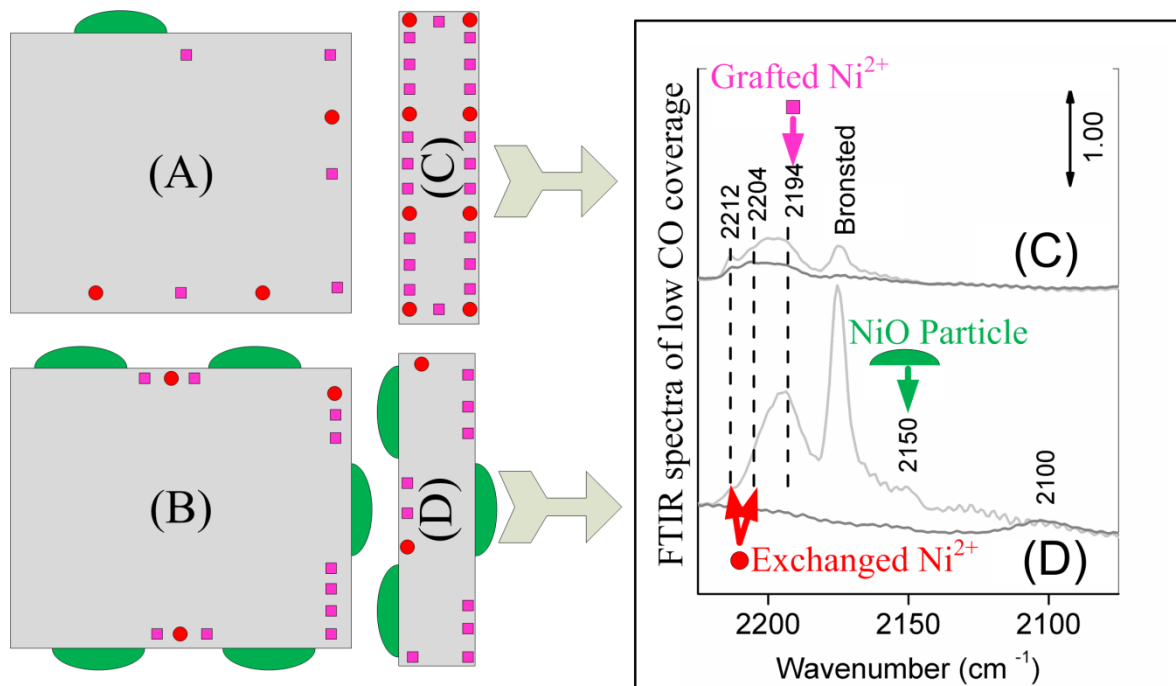 (A)
(B)
(C)
(D)
FTIR spectra of low CO coverage
Grafted Ni²⁺
1.00
2212
2204
2194
Bronsted
(C)
NiO Particle
2150
2100
Exchanged Ni²⁺
(D)
2200
2150
2100
Wavenumber (cm ⁻¹)